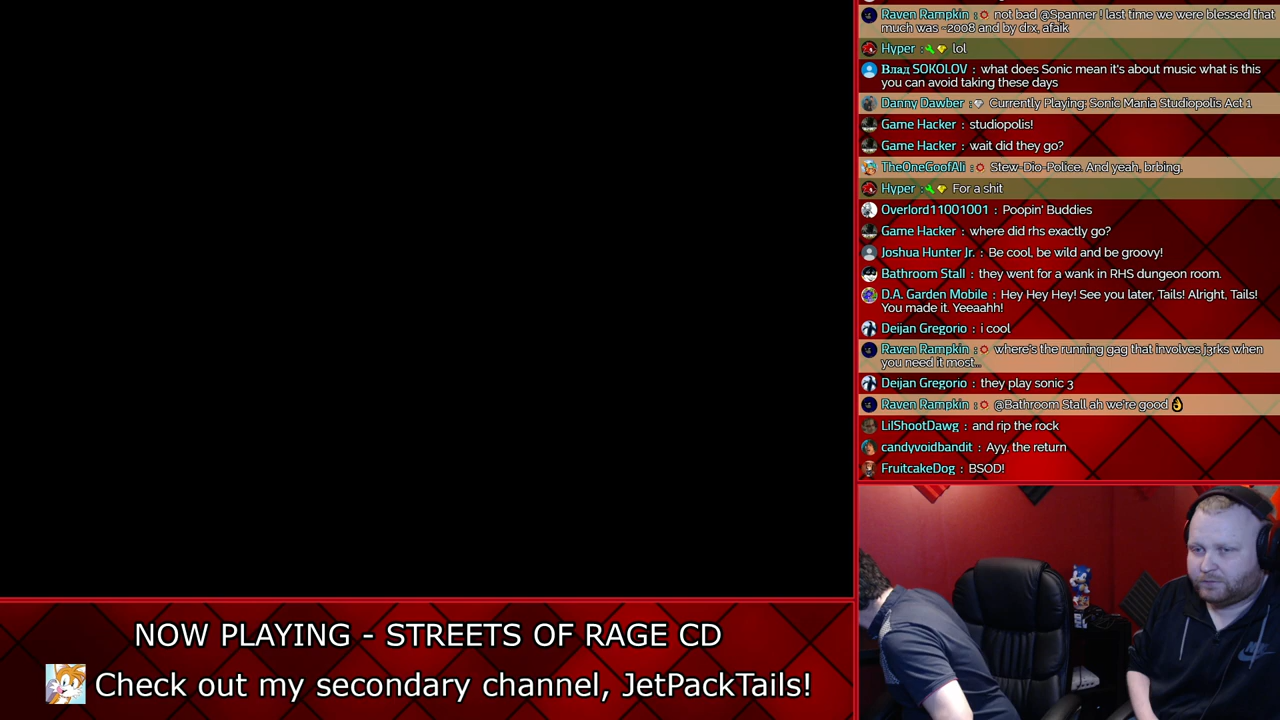 Raven Rampkin : not bad @Spanner ! last time we were blessed that
much was ~2008 and by drx, afaik
Hyper : lol
Влад SOKOLOV : what does Sonic mean it's about music what is this
you can avoid taking these days
Danny Dawber : Currently Playing: Sonic Mania Studiopolis Act 1
Game Hacker : studiopolis!
Game Hacker : wait did they go?
TheOneGoofAli : Stew-Dio-Police. And yeah, brbing.
Hyper : For a shit
Overlord11001001 : Poopin' Buddies
Game Hacker : where did rhs exactly go?
Joshua Hunter Jr. : Be cool, be wild and be groovy!
Bathroom Stall : they went for a wank in RHS dungeon room.
D.A. Garden Mobile : Hey Hey Hey! See you later, Tails! Alright, Tails!
You made it. Yeeaahh!
Deijan Gregorio : i cool
Raven Rampkin : where's the running gag that involves j3rks when
you need it most...
Deijan Gregorio : they play sonic 3
Raven Rampkin : @Bathroom Stall ah we're good 👌
LilShootDawg : and rip the rock
candyvoidbandit : Ayy, the return
FruitcakeDog : BSOD!
NOW PLAYING - STREETS OF RAGE CD
Check out my secondary channel, JetPackTails!